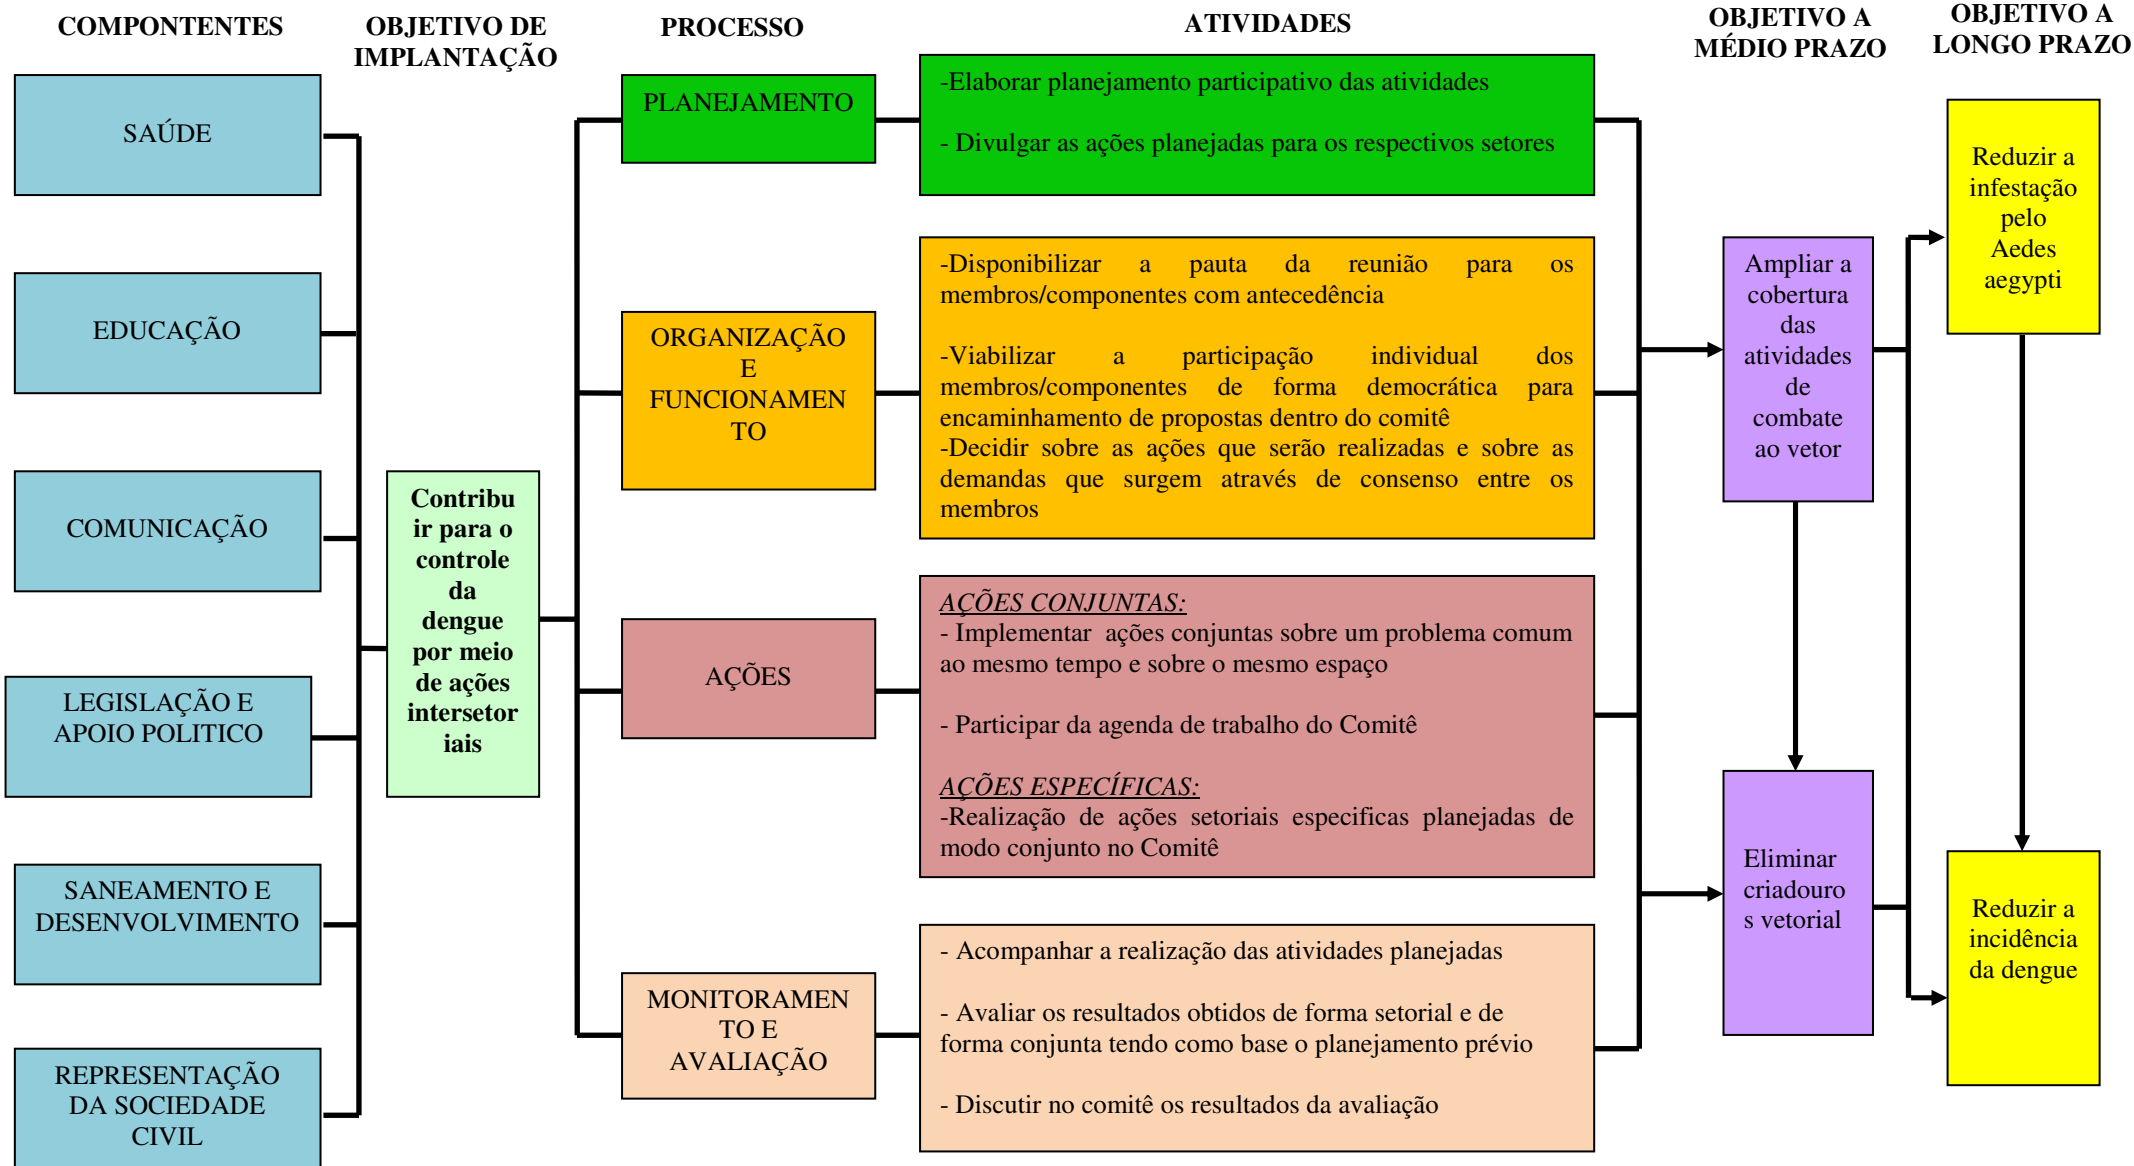 COMPONTENTES
OBJETIVO DE
IMPLANTAÇÃO
PROCESSO
ATIVIDADES
OBJETIVO A
MÉDIO PRAZO
OBJETIVO A
LONGO PRAZO
SAÚDE
EDUCAÇÃO
COMUNICAÇÃO
LEGISLAÇÃO E
APOIO POLITICO
SANEAMENTO E
DESENVOLVIMENTO
REPRESENTAÇÃO
DA SOCIEDADE
CIVIL
Contribu
ir para o
controle
da
dengue
por meio
de ações
intersetor
iais
PLANEJAMENTO
-Elaborar planejamento participativo das atividades
- Divulgar as ações planejadas para os respectivos setores
ORGANIZAÇÃO
E
FUNCIONAMEN
TO
-Disponibilizar a pauta da reunião para os
membros/componentes com antecedência
-Viabilizar a participação individual dos
membros/componentes de forma democrática para
encaminhamento de propostas dentro do comitê
-Decidir sobre as ações que serão realizadas e sobre as
demandas que surgem através de consenso entre os
membros
AÇÕES
AÇÕES CONJUNTAS:
- Implementar ações conjuntas sobre um problema comum
ao mesmo tempo e sobre o mesmo espaço
- Participar da agenda de trabalho do Comitê
AÇÕES ESPECÍFICAS:
-Realização de ações setoriais especificas planejadas de
modo conjunto no Comitê
MONITORAMEN
TO E
AVALIAÇÃO
- Acompanhar a realização das atividades planejadas
- Avaliar os resultados obtidos de forma setorial e de
forma conjunta tendo como base o planejamento prévio
- Discutir no comitê os resultados da avaliação
Ampliar a
cobertura
das
atividades
de
combate
ao vetor
Eliminar
criadouro
s vetorial
Reduzir a
infestação
pelo
Aedes
aegypti
Reduzir a
incidência
da dengue